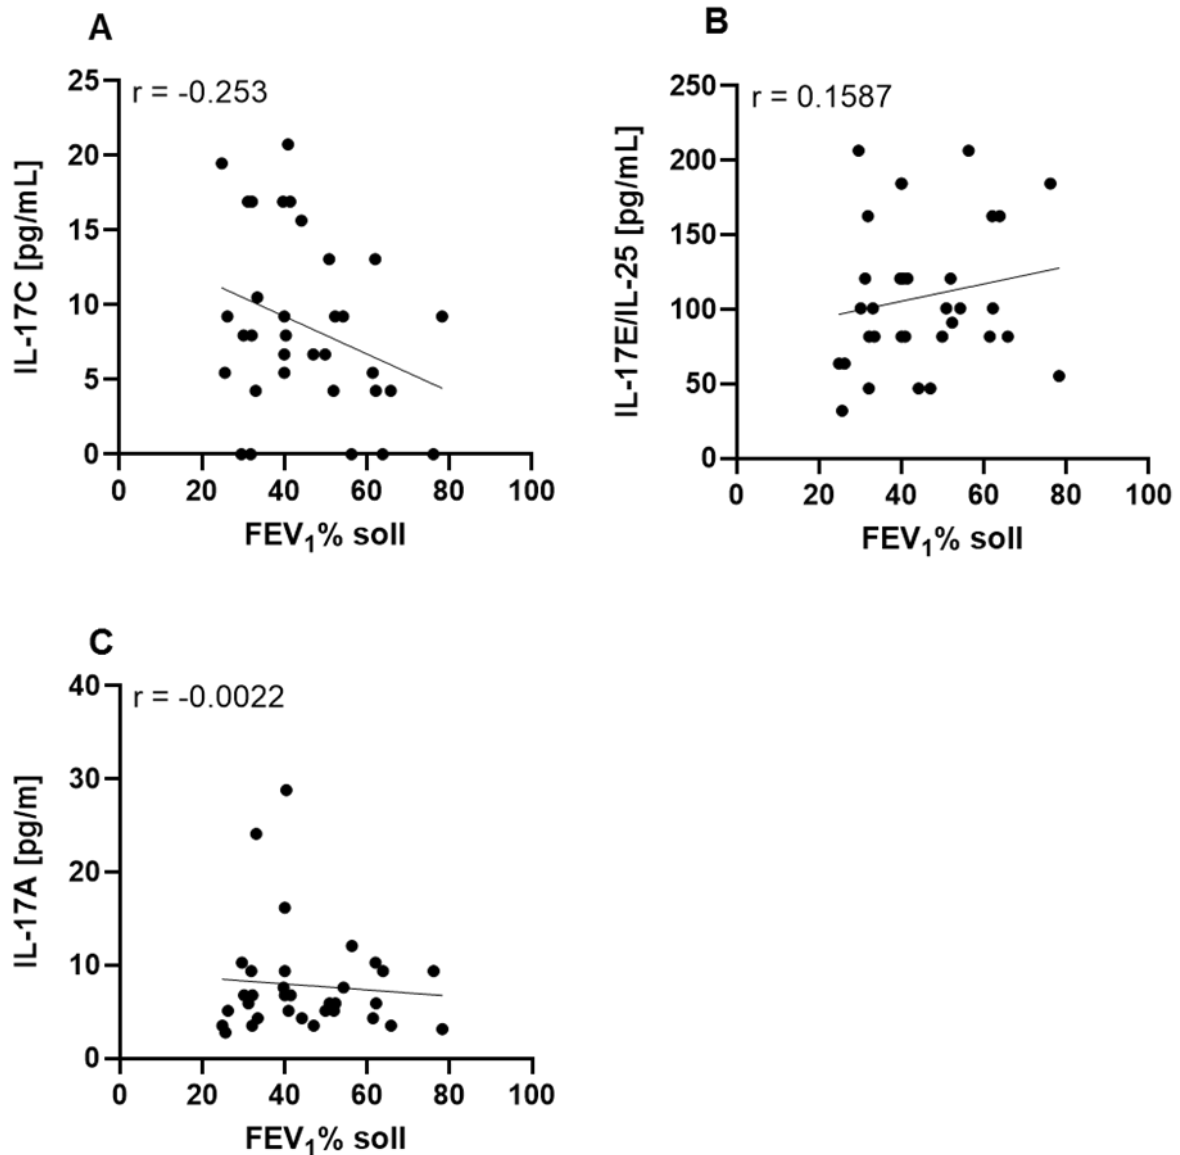 A
r = -0.253
IL-17C [pg/mL]
25
20
15
10
5
0
0 20 40 60 80 100
FEV₁% soll
B
r = 0.1587
IL-17E/IL-25 [pg/mL]
250
200
150
100
50
0
0 20 40 60 80 100
FEV₁% soll
C
r = -0.0022
IL-17A [pg/m]
40
30
20
10
0
0 20 40 60 80 100
FEV₁% soll